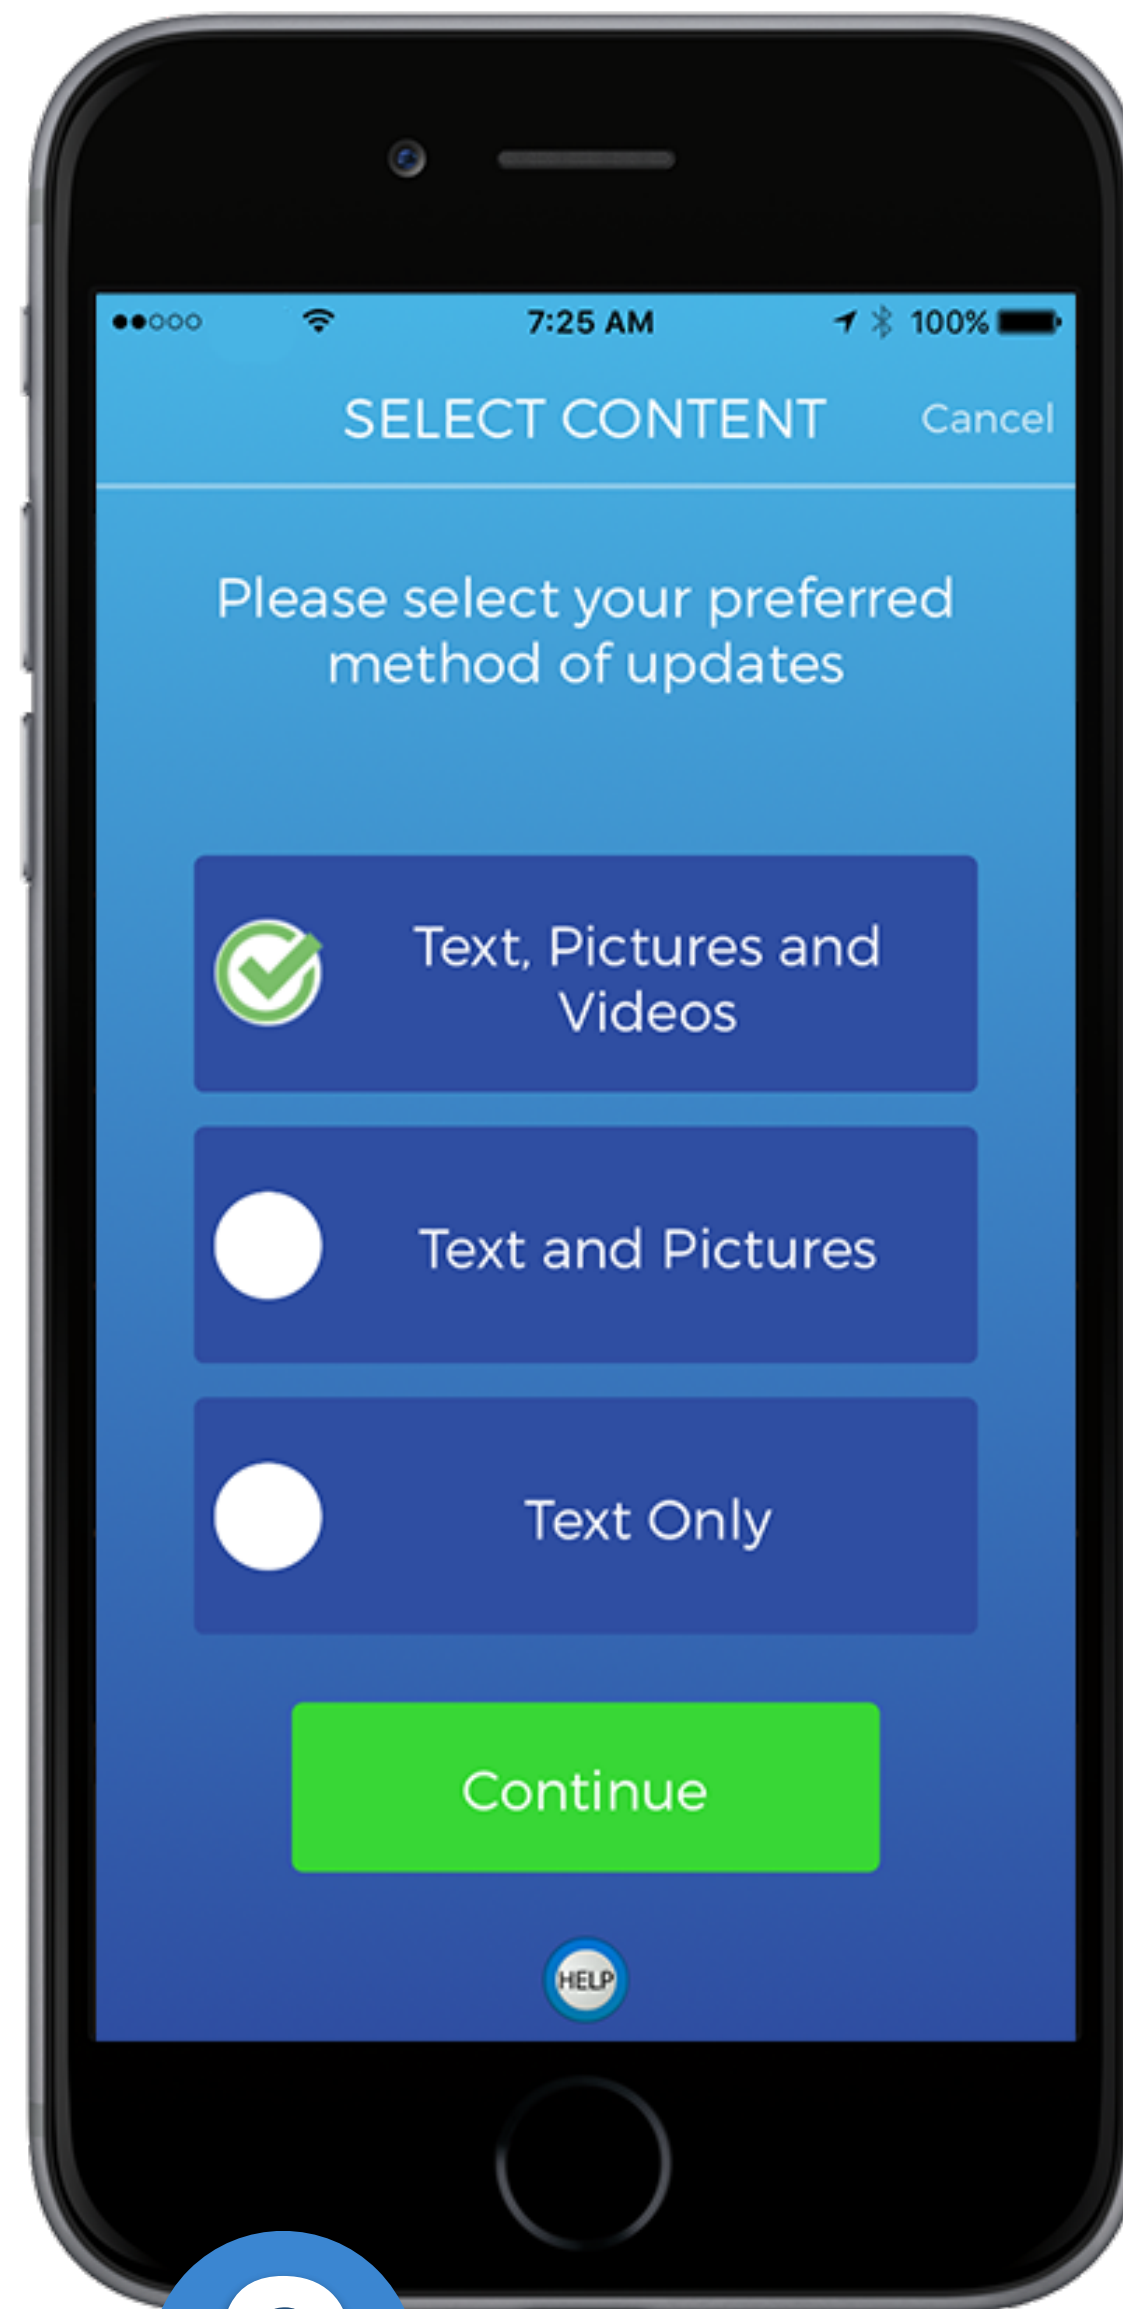 7:25 AM 100%
SELECT CONTENT Cancel
Please select your preferred
method of updates
Text, Pictures and
Videos
Text and Pictures
Text Only
Continue
HELP